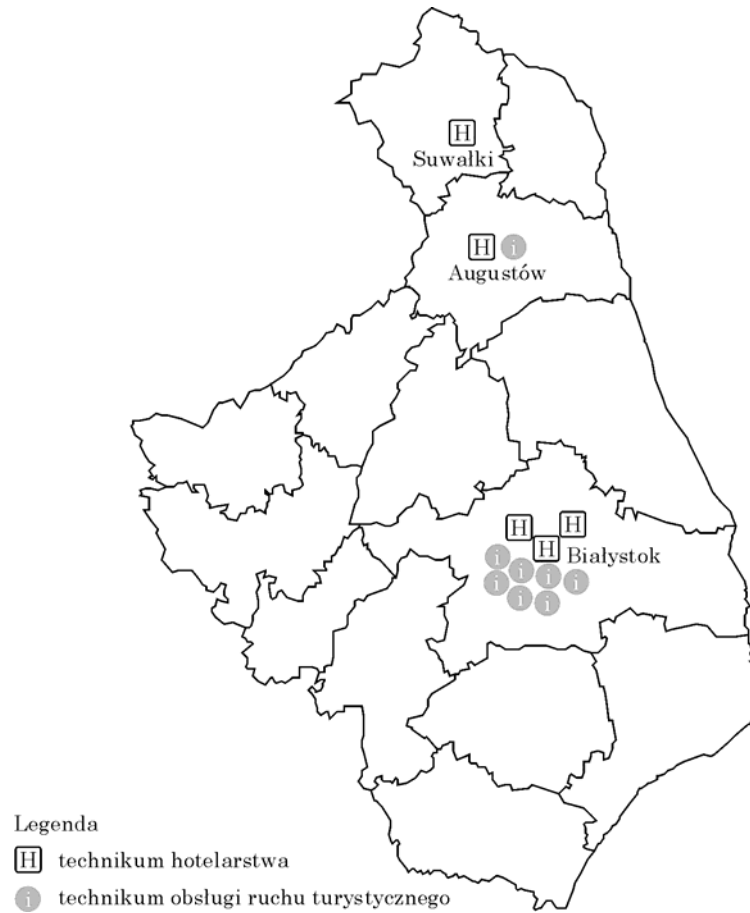 H
Suwałki
H i
Augustów
H H
H Białystok
i
i i i i
i i
Legenda
H technikum hotelarstwa
i technikum obsługi ruchu turystycznego